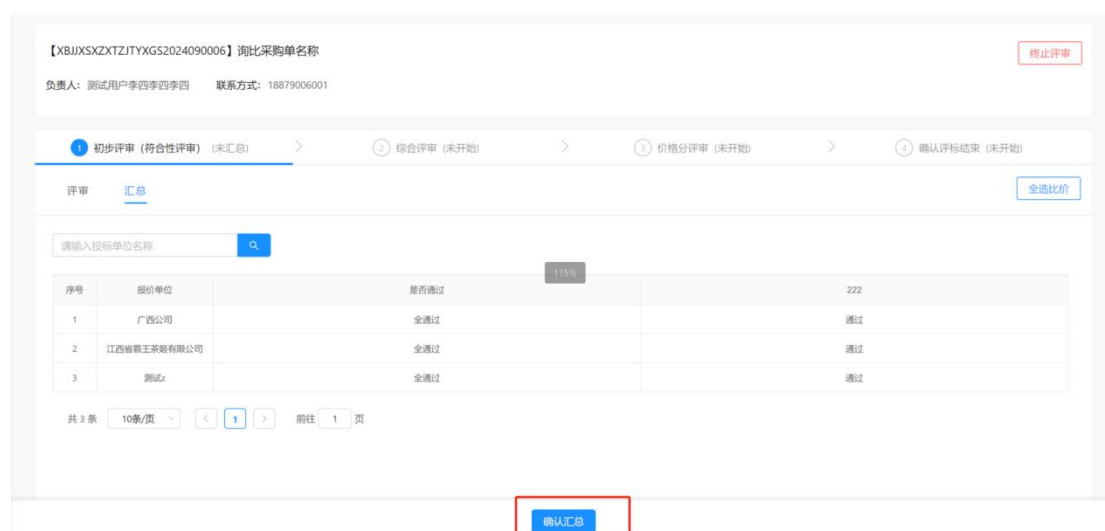 【XBJJXSXZXTZJTYXGS2024090006】询比采购单名称
终止评审
负责人：测试用户李四李四李四 联系方式：18879006001
1 初步评审（符合性评审）（未汇总） > 2 综合评审（未开始） > 3 价格分评审（未开始） > 4 确认评标结束（未开始）
评审 汇总 全选比价
请输入投标单位名称
115%
序号 报价单位 是否通过 222
1 广西公司 全通过 通过
2 江西省霸王茶姬有限公司 全通过 通过
3 测试z 全通过 通过
共 3 条 10条/页 < 1 > 前往 1 页
确认汇总